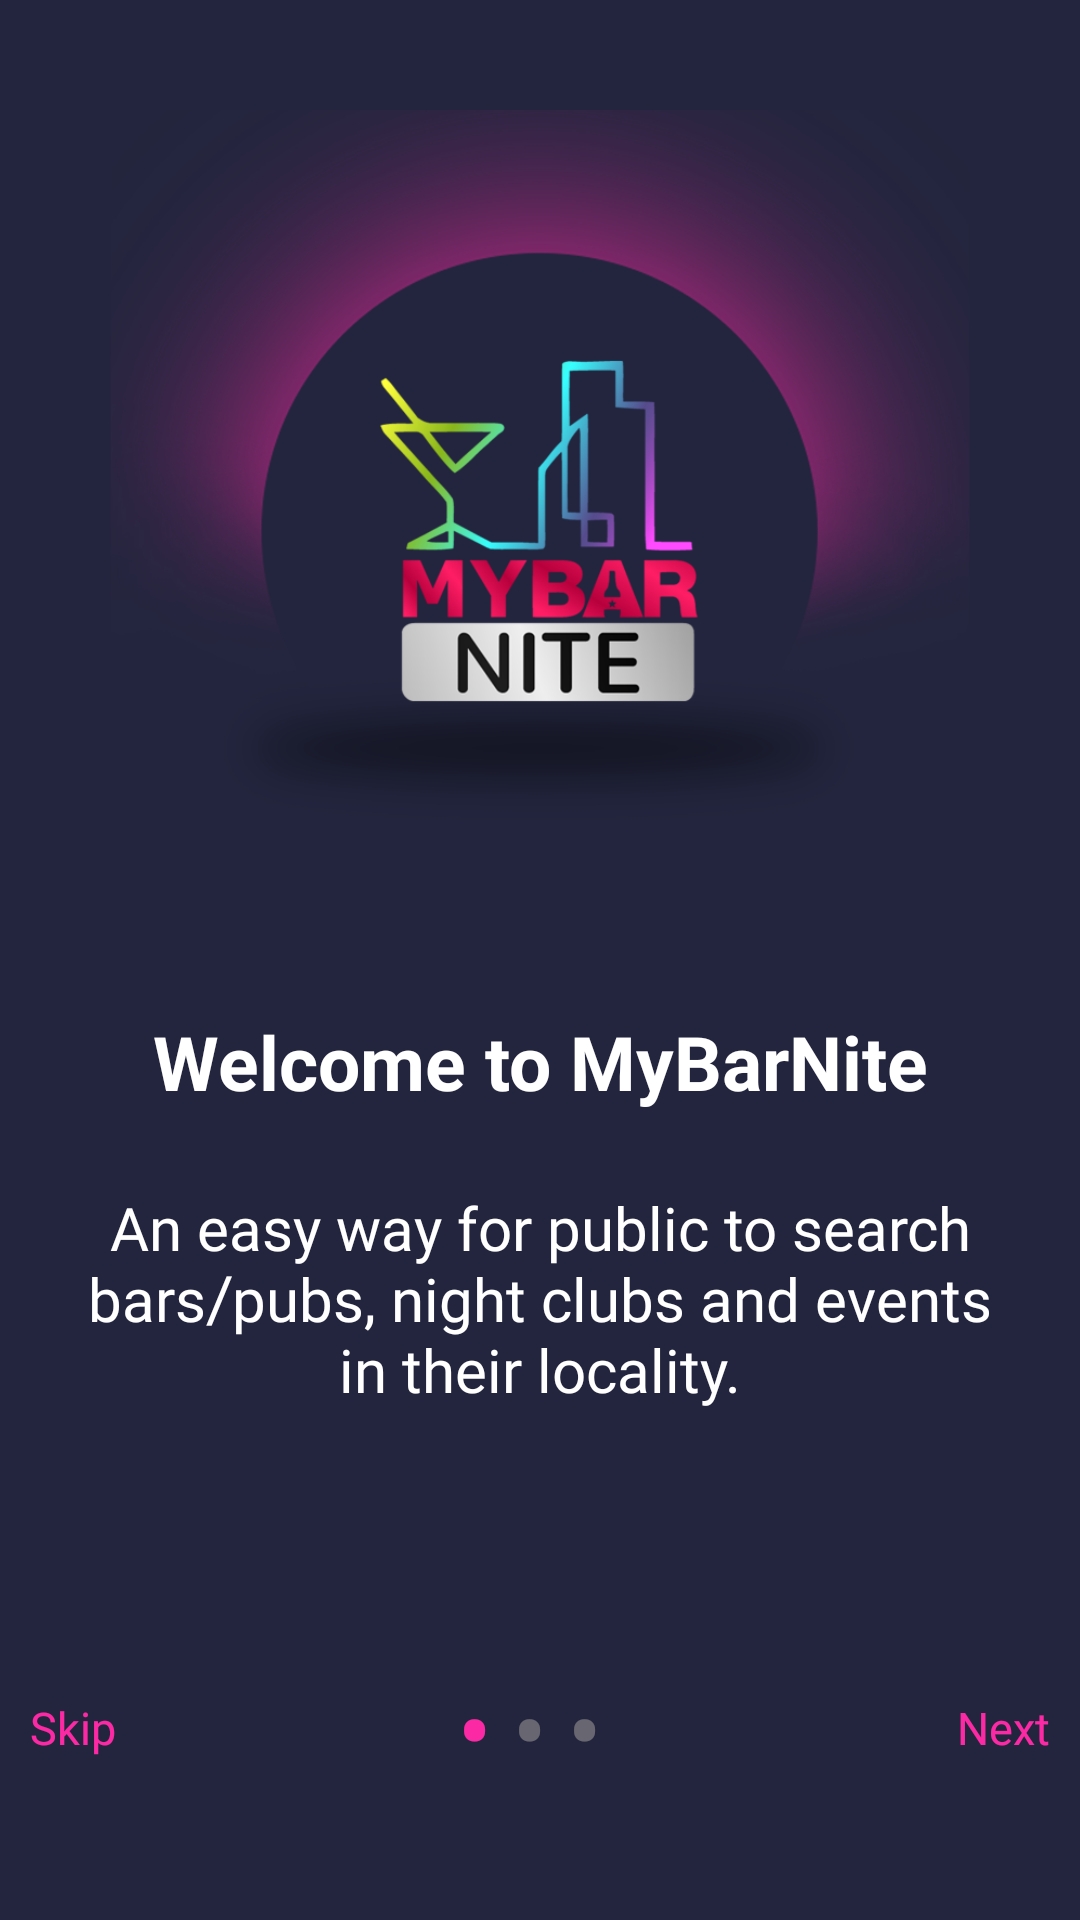 MYBAR
NITE
Welcome to MyBarNite
An easy way for public to search
bars/pubs, night clubs and events
in their locality.
Skip
Next